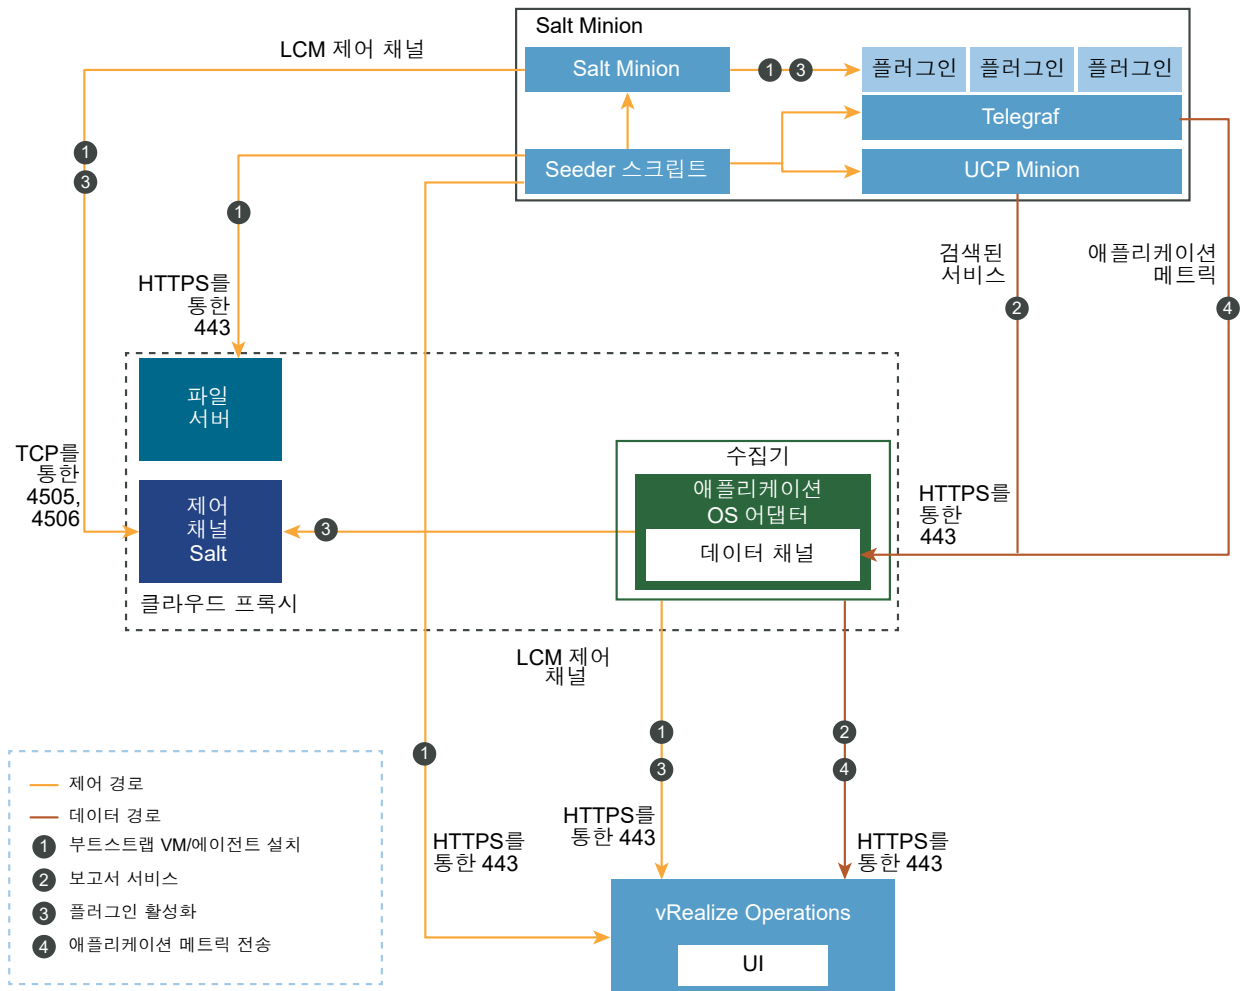 Salt Minion
LCM 제어 채널
Salt Minion
1
3
플러그인
플러그인
플러그인
Telegraf
1
3
Seeder 스크립트
UCP Minion
1
검색된
서비스
애플리케이션
메트릭
HTTPS를
통한
443
2
4
파일
서버
TCP를
통한
4505,
4506
수집기
애플리케이션
OS 어댑터
데이터 채널
HTTPS를
통한
443
제어
채널
Salt
3
클라우드 프록시
LCM 제어
채널
1
3
2
4
1
HTTPS를
통한 443
HTTPS를
통한 443
HTTPS를
통한 443
제어 경로
데이터 경로
1 부트스트랩 VM/에이전트 설치
2 보고서 서비스
3 플러그인 활성화
4 애플리케이션 메트릭 전송
vRealize Operations
UI